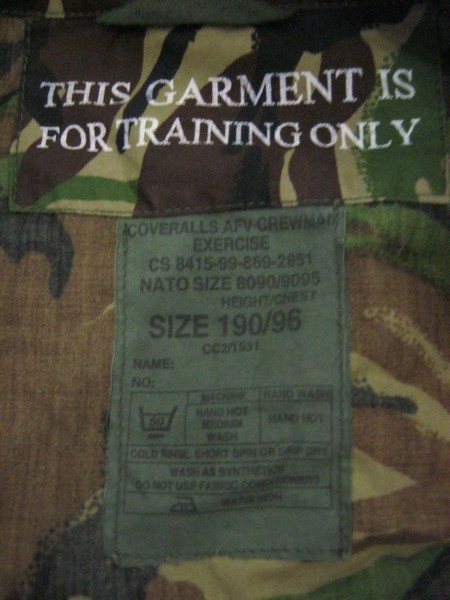 THIS GARMENT IS
FOR TRAINING ONLY
COVERALLS AFV CREWMAN
EXERCISE
CS 8415-99-869-2851
NATO SIZE 8090/9095
HEIGHT/CHEST
SIZE 190/96
CC2/1531
NAME:
NO:
MACHINE HAND WASH
50 HAND HOT MEDIUM WASH HAND HOT
COLD RINSE. SHORT SPIN OR DRIP DRY
WASH AS SYNTHETICS
DO NOT USE FABRIC CONDITIONER
WARM IRON